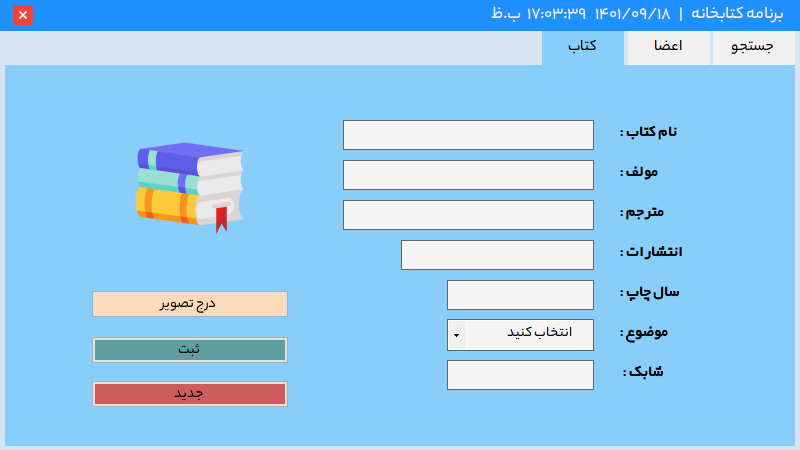 برنامه کتابخانه | ۱۴۰۱/۰۹/۱۸ ۱۷:۰۳:۳۹ ب.ظ
جستجو
اعضا
کتاب
نام کتاب :
مولف :
مترجم :
انتشارات :
سال چاپ :
موضوع :
انتخاب کنید
شابک :
درج تصویر
ثبت
جدید